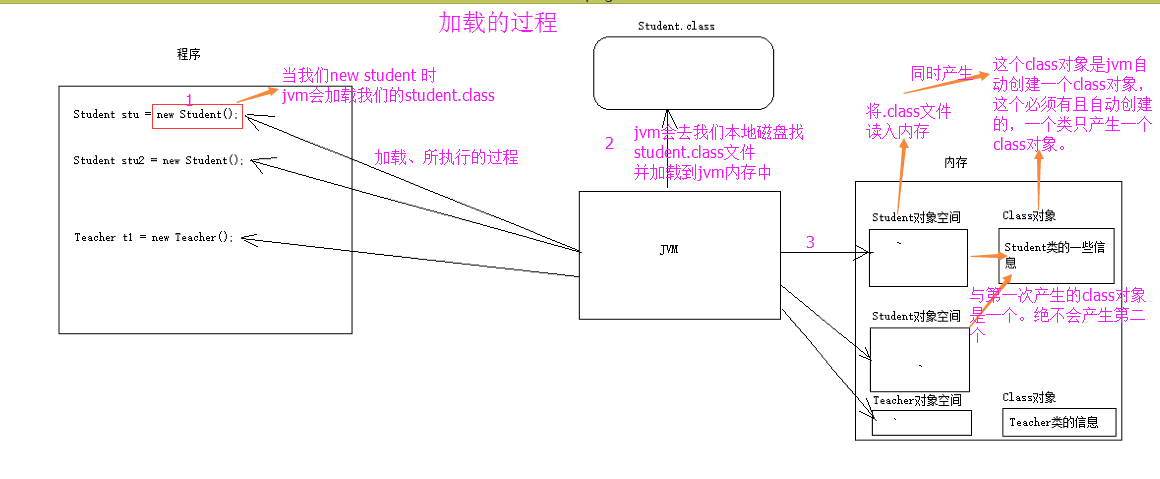 加载的过程
Student.class
程序
当我们new student 时
jvm会加载我们的student.class
1
Student stu = new Student();
Student stu2 = new Student();
Teacher t1 = new Teacher();
加载、所执行的过程
2
jvm会去我们本地磁盘找
student.class文件
并加载到jvm内存中
JVM
3
同时产生
将.class文件
读入内存
这个class对象是jvm自
动创建一个class对象，
这个必须有且自动创建
的，一个类只产生一个
class对象。
内存
Student对象空间
Class对象
Student类的一些信
息
与第一次产生的class对象
是一个。绝不会产生第二
个
Student对象空间
Teacher对象空间
Class对象
Teacher类的信息